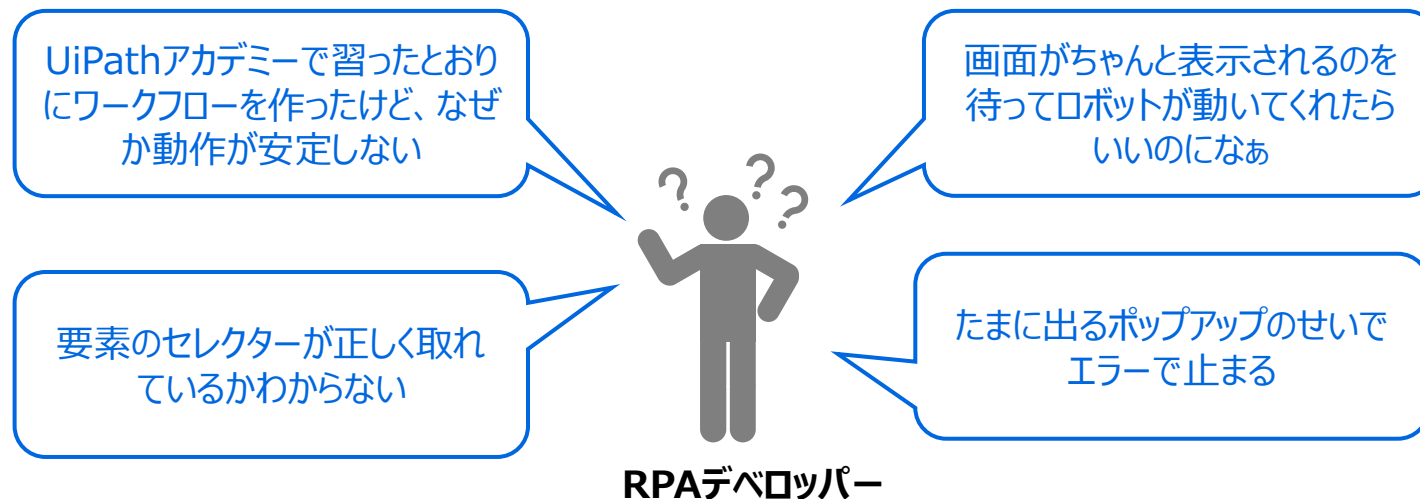 UiPathアカデミーで習ったとおり
にワークフローを作ったけど、なぜ
か動作が安定しない
画面がちゃんと表示されるのを
待ってロボットが動いてくれたら
いいのになぁ
? ? ?
要素のセレクターが正しく取れ
ているかわからない
たまに出るポップアップのせいで
エラーで止まる
RPAデベロッパー